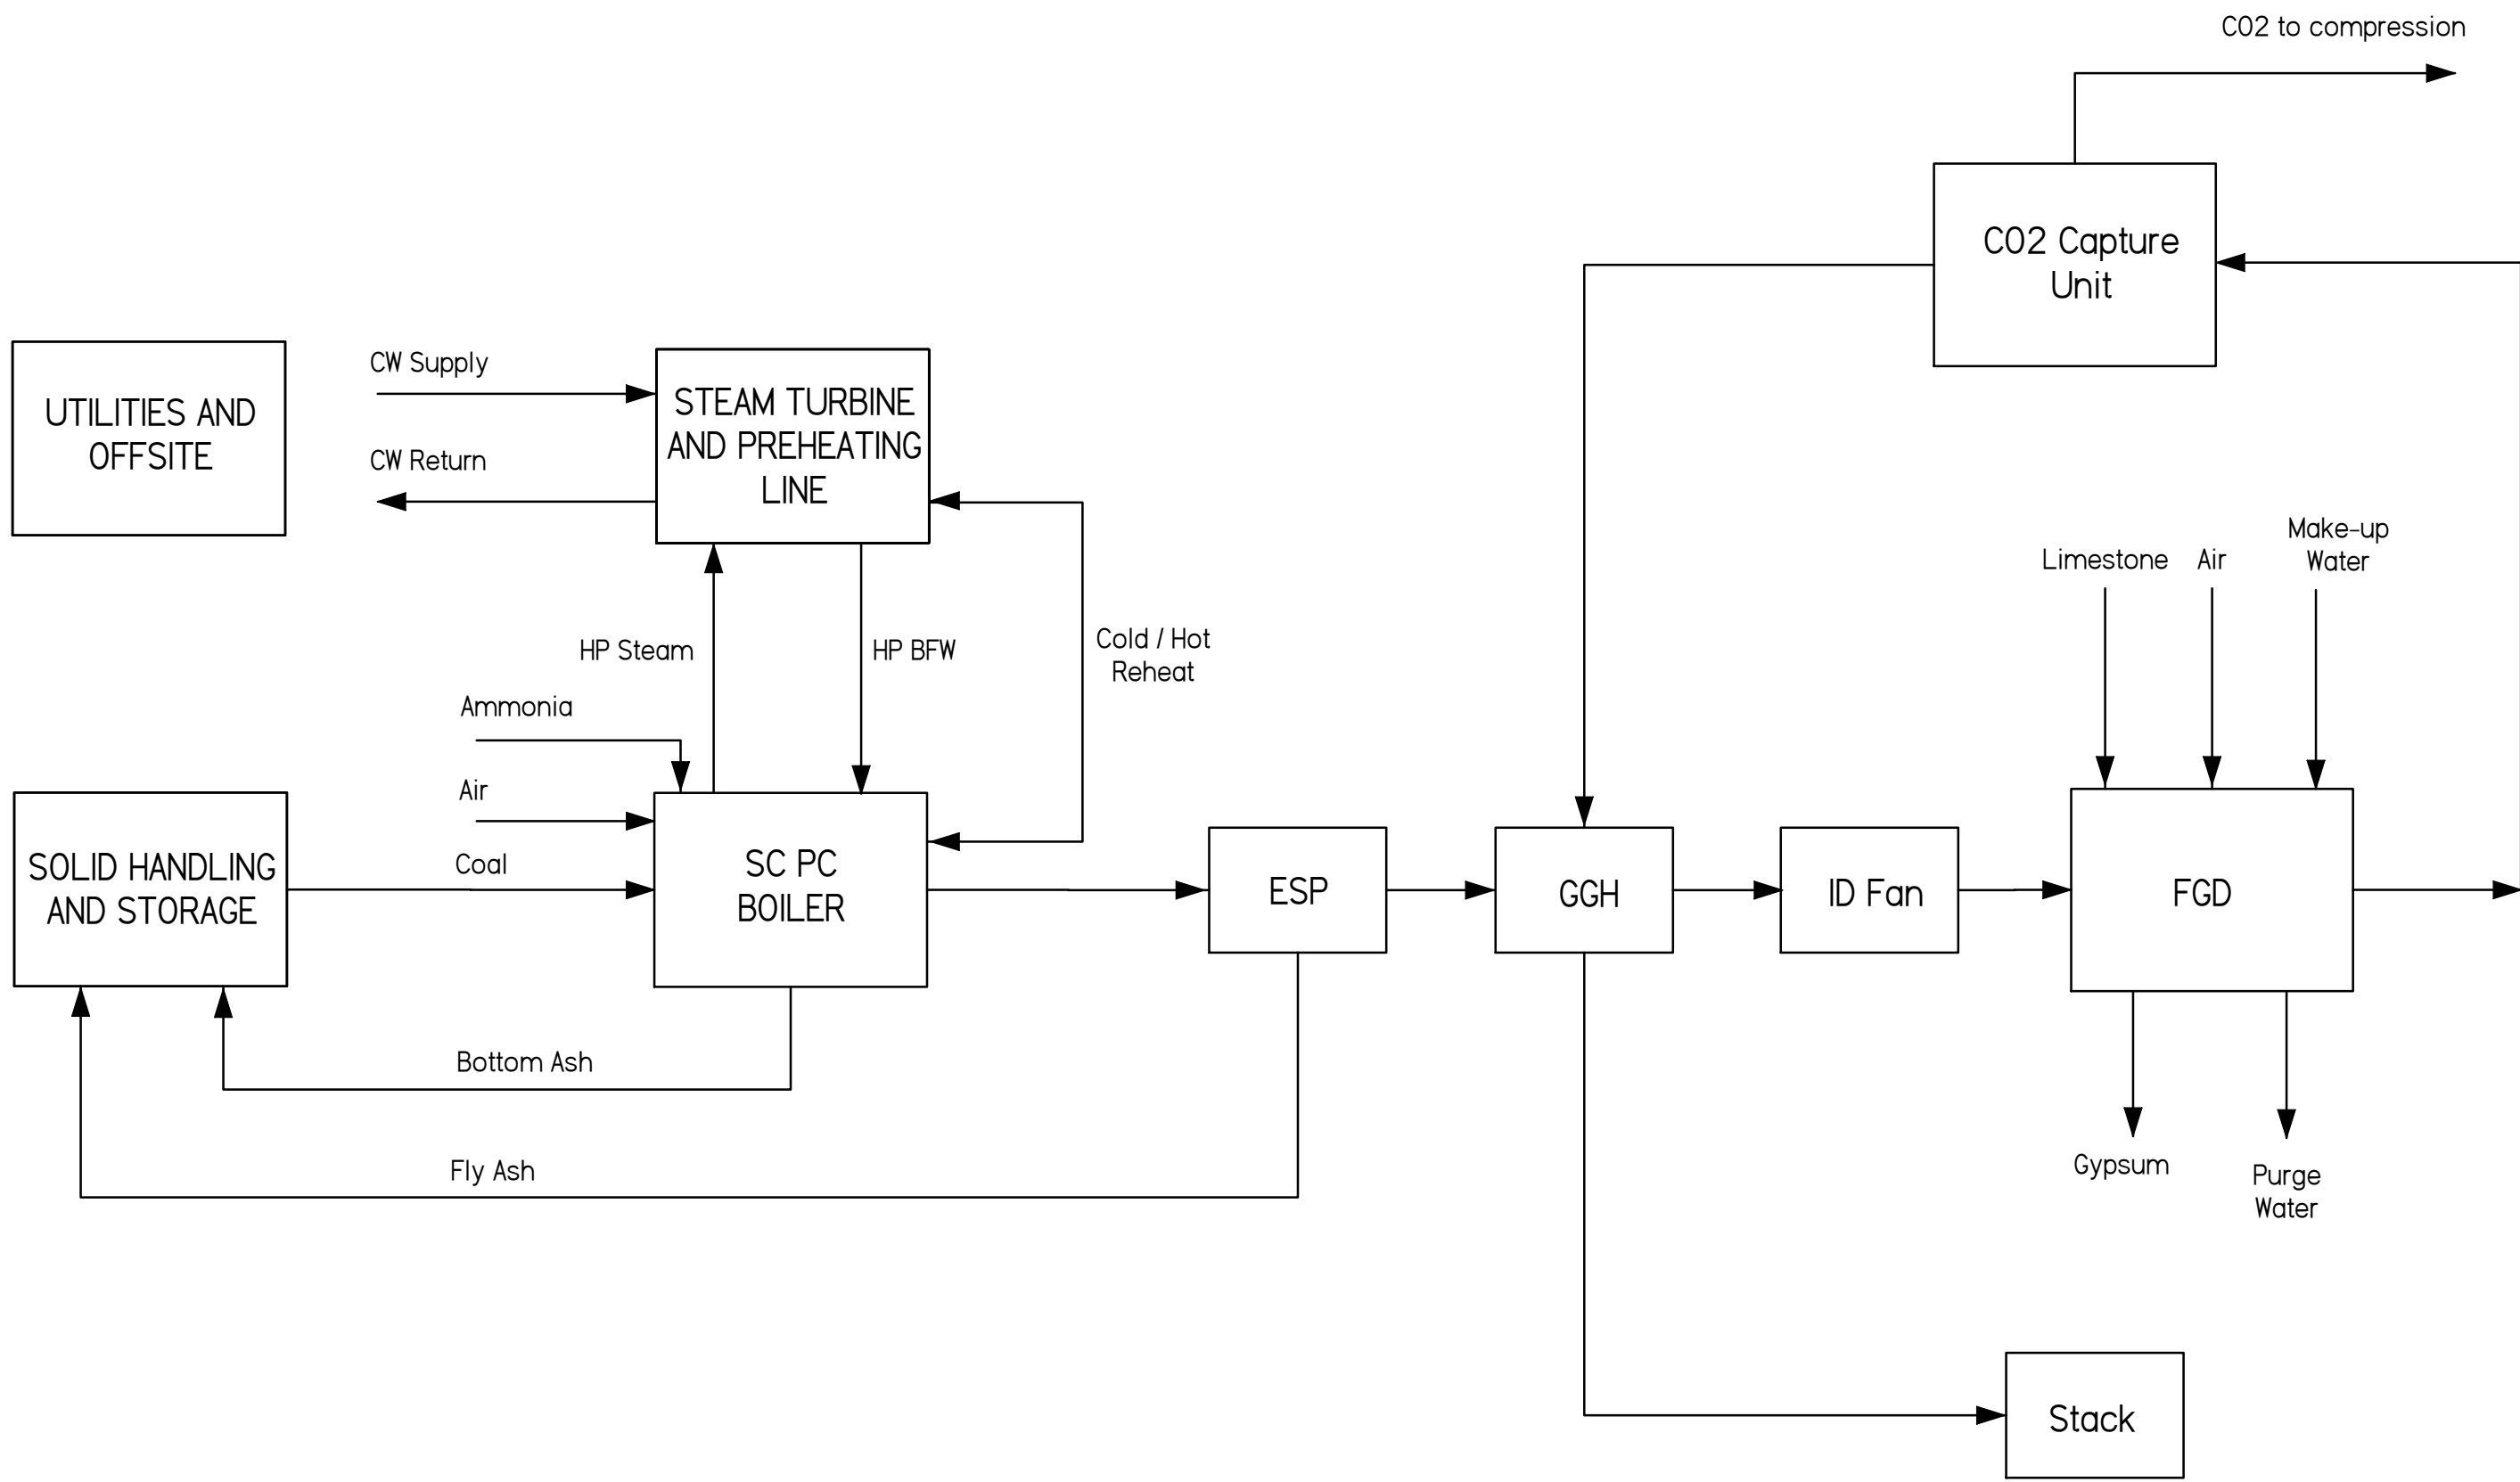 CO2 to compression
CO2 Capture
Unit
UTILITIES AND
OFFSITE
CW Supply
CW Return
STEAM TURBINE
AND PREHEATING
LINE
Limestone
Air
Make-up
Water
HP Steam
HP BFW
Cold / Hot
Reheat
Ammonia
Air
Coal
SOLID HANDLING
AND STORAGE
SC PC
BOILER
ESP
GGH
ID Fan
FGD
Bottom Ash
Fly Ash
Gypsum
Purge
Water
Stack